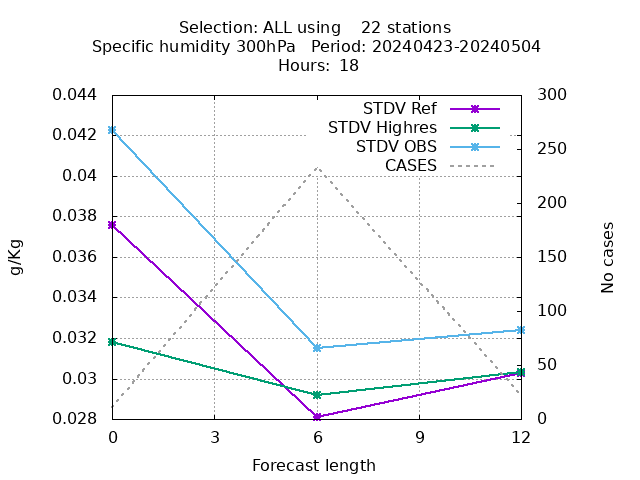 Selection: ALL using    22 stations
Specific humidity 300hPa   Period: 20240423-20240504
Hours:  18
STDV Ref
STDV Highres
STDV OBS
CASES
0.044
0.042
0.04
0.038
0.036
0.034
0.032
0.03
0.028
300
250
200
150
100
50
0
g/Kg
No cases
0 3 6 9 12
Forecast length